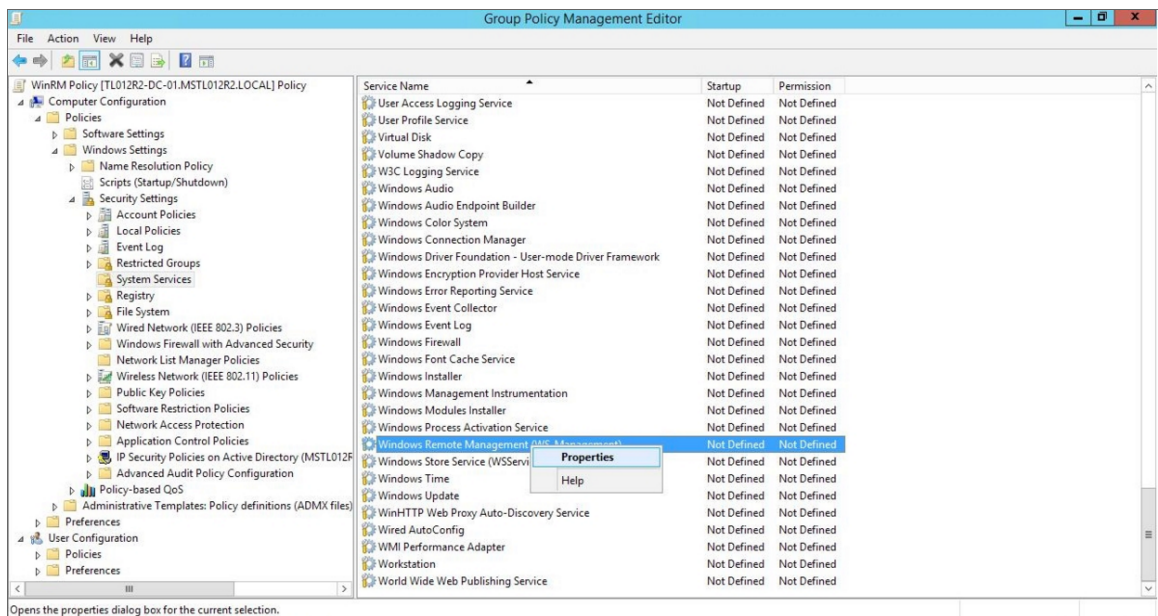 Group Policy Management Editor
File Action View Help
WinRM Policy [TL012R2-DC-01.MSTL012R2.LOCAL] Policy
Computer Configuration
Policies
Software Settings
Windows Settings
Name Resolution Policy
Scripts (Startup/Shutdown)
Security Settings
Account Policies
Local Policies
Event Log
Restricted Groups
System Services
Registry
File System
Wired Network (IEEE 802.3) Policies
Windows Firewall with Advanced Security
Network List Manager Policies
Wireless Network (IEEE 802.11) Policies
Public Key Policies
Software Restriction Policies
Network Access Protection
Application Control Policies
IP Security Policies on Active Directory (MSTL012R
Advanced Audit Policy Configuration
Policy-based QoS
Administrative Templates: Policy definitions (ADMX files)
Preferences
User Configuration
Policies
Preferences
Service Name Startup Permission
User Access Logging Service Not Defined Not Defined
User Profile Service Not Defined Not Defined
Virtual Disk Not Defined Not Defined
Volume Shadow Copy Not Defined Not Defined
W3C Logging Service Not Defined Not Defined
Windows Audio Not Defined Not Defined
Windows Audio Endpoint Builder Not Defined Not Defined
Windows Color System Not Defined Not Defined
Windows Connection Manager Not Defined Not Defined
Windows Driver Foundation - User-mode Driver Framework Not Defined Not Defined
Windows Encryption Provider Host Service Not Defined Not Defined
Windows Error Reporting Service Not Defined Not Defined
Windows Event Collector Not Defined Not Defined
Windows Event Log Not Defined Not Defined
Windows Firewall Not Defined Not Defined
Windows Font Cache Service Not Defined Not Defined
Windows Installer Not Defined Not Defined
Windows Management Instrumentation Not Defined Not Defined
Windows Modules Installer Not Defined Not Defined
Windows Process Activation Service Not Defined Not Defined
Windows Remote Management (WS-Management) Not Defined Not Defined
Windows Store Service (WSServi Not Defined Not Defined
Windows Time Not Defined Not Defined
Windows Update Not Defined Not Defined
WinHTTP Web Proxy Auto-Discovery Service Not Defined Not Defined
Wired AutoConfig Not Defined Not Defined
WMI Performance Adapter Not Defined Not Defined
Workstation Not Defined Not Defined
World Wide Web Publishing Service Not Defined Not Defined
Properties
Help
Opens the properties dialog box for the current selection.